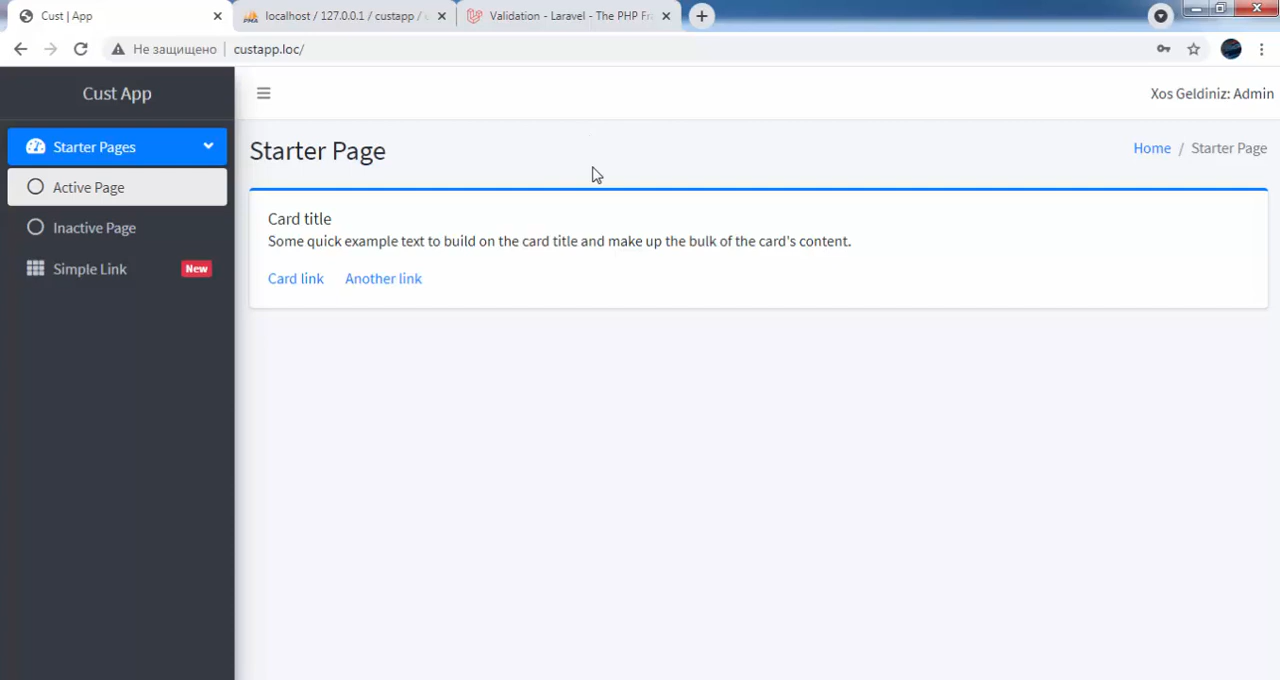 Cust | App
localhost / 127.0.0.1 / custapp /
Validation - Laravel - The PHP Fr
Не защищено
custapp.loc/
Cust App
Xos Geldiniz: Admin
Starter Pages
Active Page
Inactive Page
Simple Link
New
Starter Page
Home / Starter Page
Card title
Some quick example text to build on the card title and make up the bulk of the card's content.
Card link
Another link